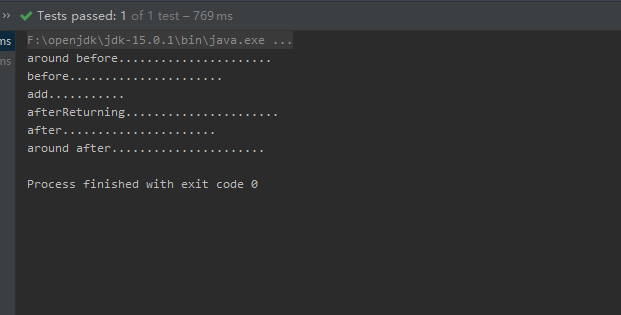 Tests passed: 1 of 1 test – 769 ms
ms
F:\openjdk\jdk-15.0.1\bin\java.exe ...
ms
around before......................
before......................
add...........
afterReturning......................
after......................
around after......................
Process finished with exit code 0